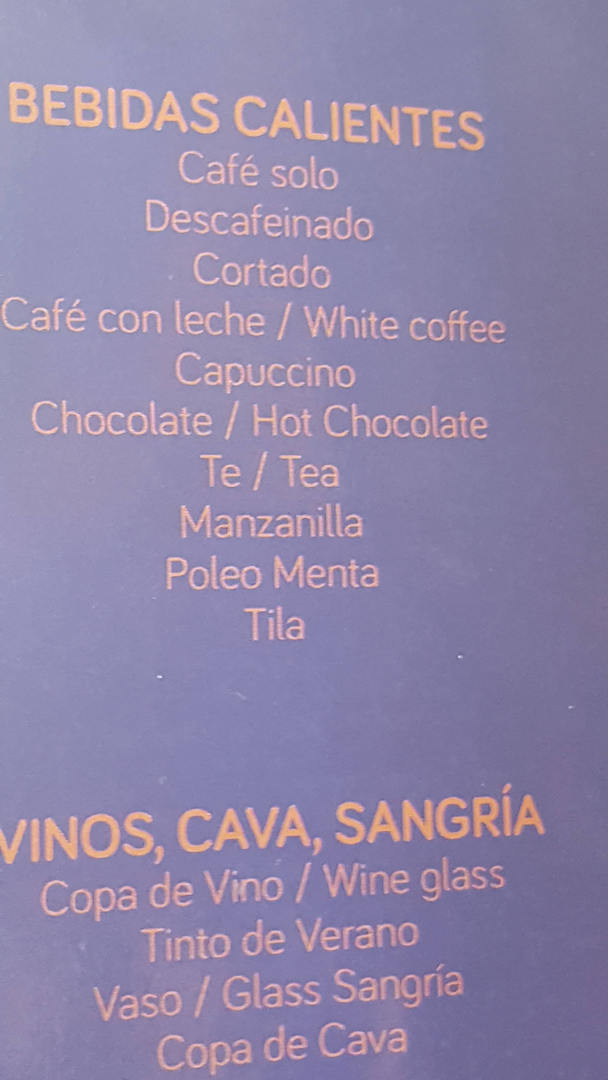 BEBIDAS CALIENTES
Café solo
Descafeinado
Cortado
Café con leche / White coffee
Capuccino
Chocolate / Hot Chocolate
Te / Tea
Manzanilla
Poleo Menta
Tila
VINOS, CAVA, SANGRÍA
Copa de Vino / Wine glass
Tinto de Verano
Vaso / Glass Sangría
Copa de Cava